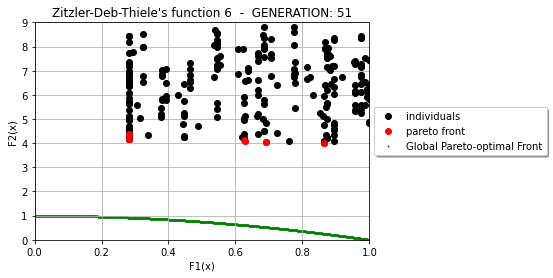 Zitzler-Deb-Thiele's function 6 - GENERATION: 51
9
8
7
6
5
4
3
2
1
0
F2(x)
0.0 0.2 0.4 0.6 0.8 1.0
F1(x)
individuals
pareto front
Global Pareto-optimal Front